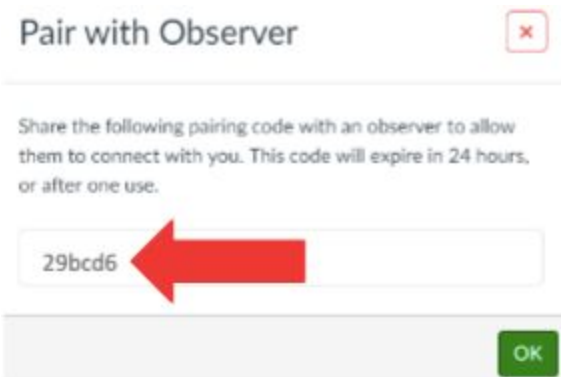 Pair with Observer
×
Share the following pairing code with an observer to allow
them to connect with you. This code will expire in 24 hours,
or after one use.
29bcd6
OK